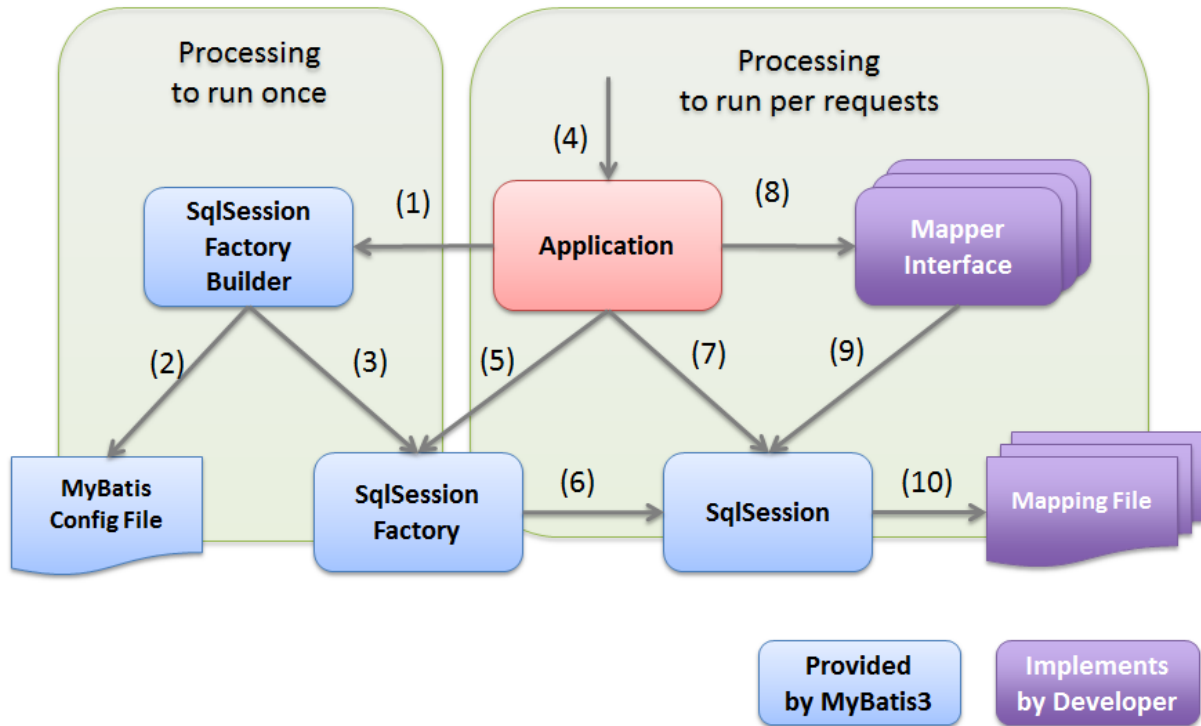 Processing
to run once
Processing
to run per requests
(4)
SqlSession
Factory
Builder
(1)
Application
(8)
Mapper
Interface
(2)
(3)
(5)
(7)
(9)
MyBatis
Config File
SqlSession
Factory
(6)
SqlSession
(10)
Mapping File
Provided
by MyBatis3
Implements
by Developer